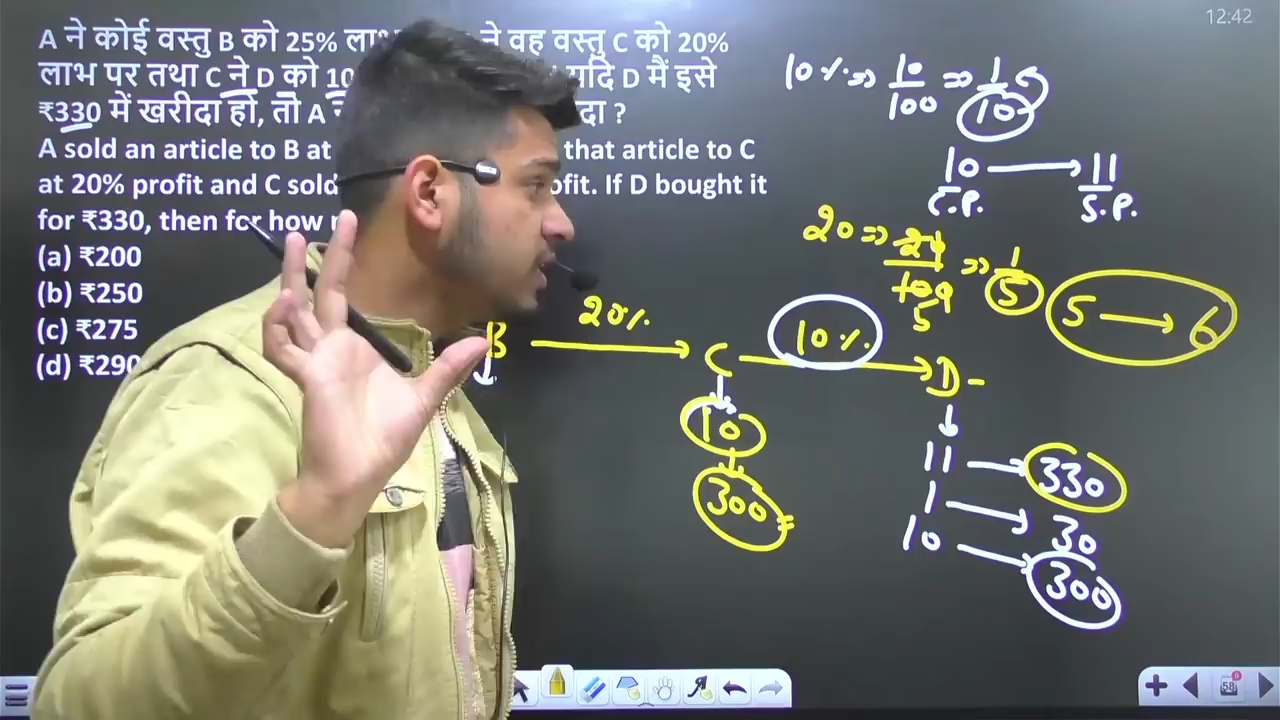 12:42
A ने कोई वस्तु B को 25% ने वह वस्तु C को 20%
लाभ पर तथा C ने D को यदि D मैं इसे
₹330 में खरीदा हो, तो A ?
A sold an article to B at that article to C
at 20% profit and C sold If D bought it
for ₹330, then for how
(a) ₹200
(b) ₹250
(c) ₹275
(d) ₹290
10% ⇒ 10/100 ⇒ 1/10
10 → 11
C.P. S.P.
20 ⇒ 20/100 5 ⇒ 1/5
5 → 6
B 20% C 10% D
10
300
11 → 330
1 → 30
10 → 300
58